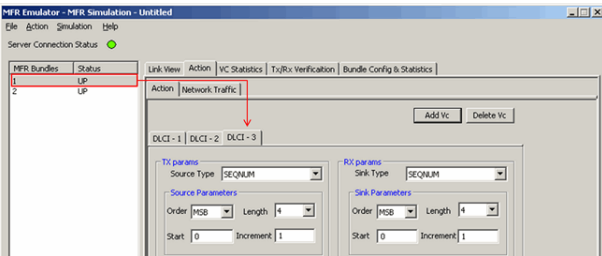 MFR Emulator - MFR Simulation - Untitled
File Action Simulation Help
Server Connection Status
MFR Bundles Status
1 UP
2 UP
Link View Action VC Statistics Tx/Rx Verificaition Bundle Config & Statistics
Action Network Traffic
Add Vc Delete Vc
DLCI - 1 DLCI - 2 DLCI - 3
TX params RX params
Source Type SEQNUM Sink Type SEQNUM
Source Parameters Sink Parameters
Order MSB Length 4 Order MSB Length 4
Start 0 Increment 1 Start 0 Increment 1